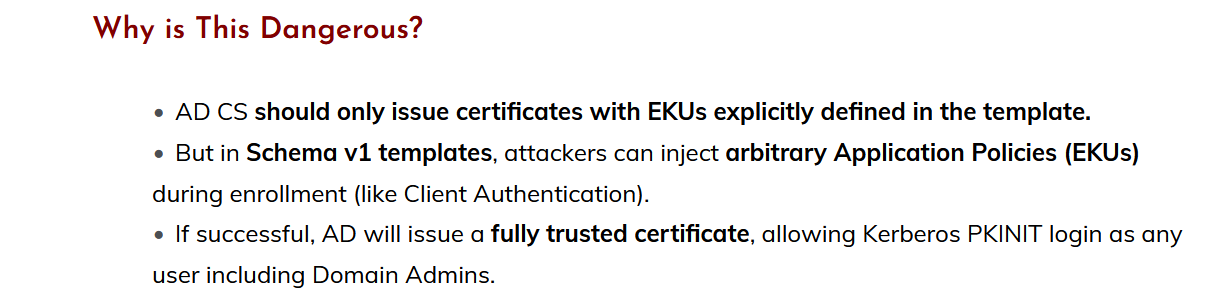 Why is This Dangerous?
• AD CS should only issue certificates with EKUs explicitly defined in the template.
• But in Schema v1 templates, attackers can inject arbitrary Application Policies (EKUs)
during enrollment (like Client Authentication).
• If successful, AD will issue a fully trusted certificate, allowing Kerberos PKINIT login as any
user including Domain Admins.